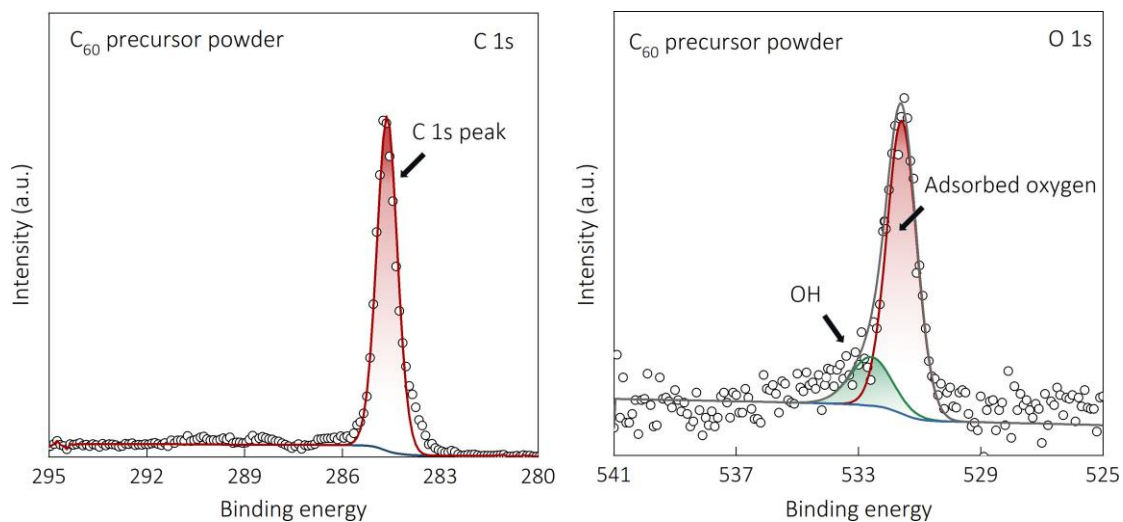 C₆₀ precursor powder
C 1s
C 1s peak
Intensity (a.u.)
295
292
289
286
283
280
Binding energy
C₆₀ precursor powder
O 1s
Adsorbed oxygen
OH
Intensity (a.u.)
541
537
533
529
525
Binding energy